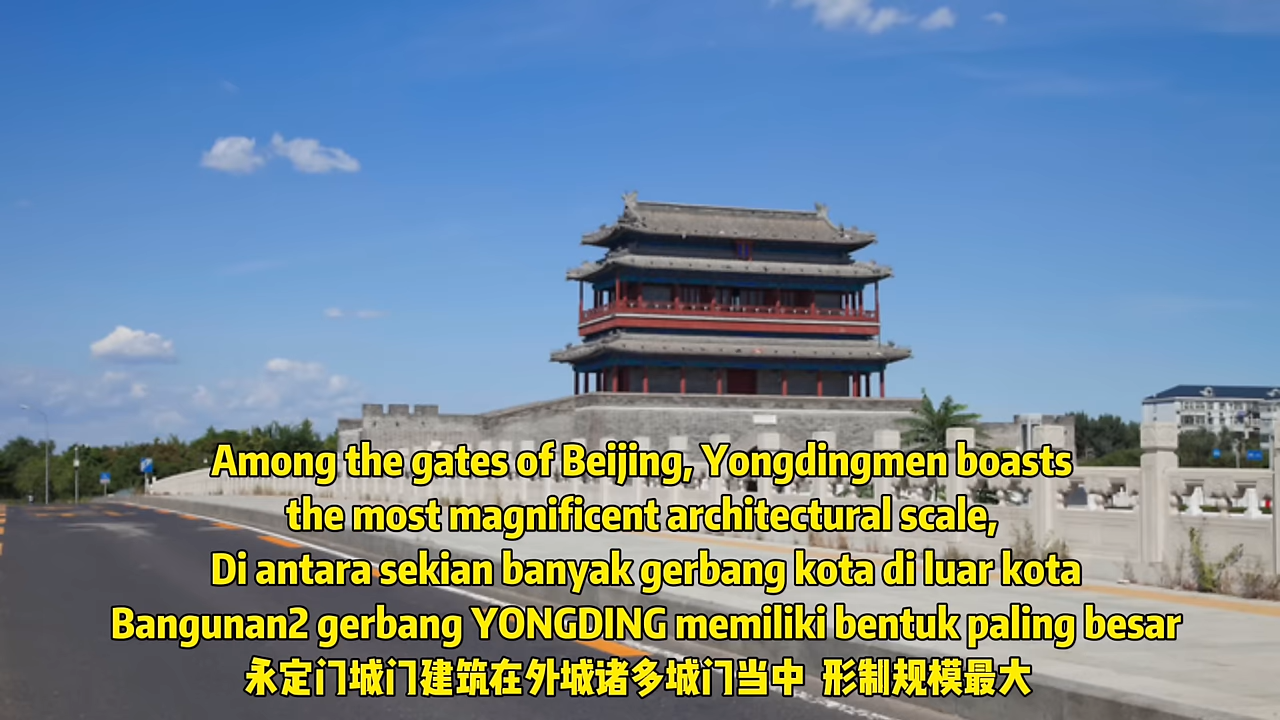 Among the gates of Beijing, Yongdingmen boasts
the most magnificent architectural scale,
Di antara sekian banyak gerbang kota di luar kota
Bangunan2 gerbang YONGDING memiliki bentuk paling besar
永定门城门建筑在外城诸多城门当中 形制规模最大